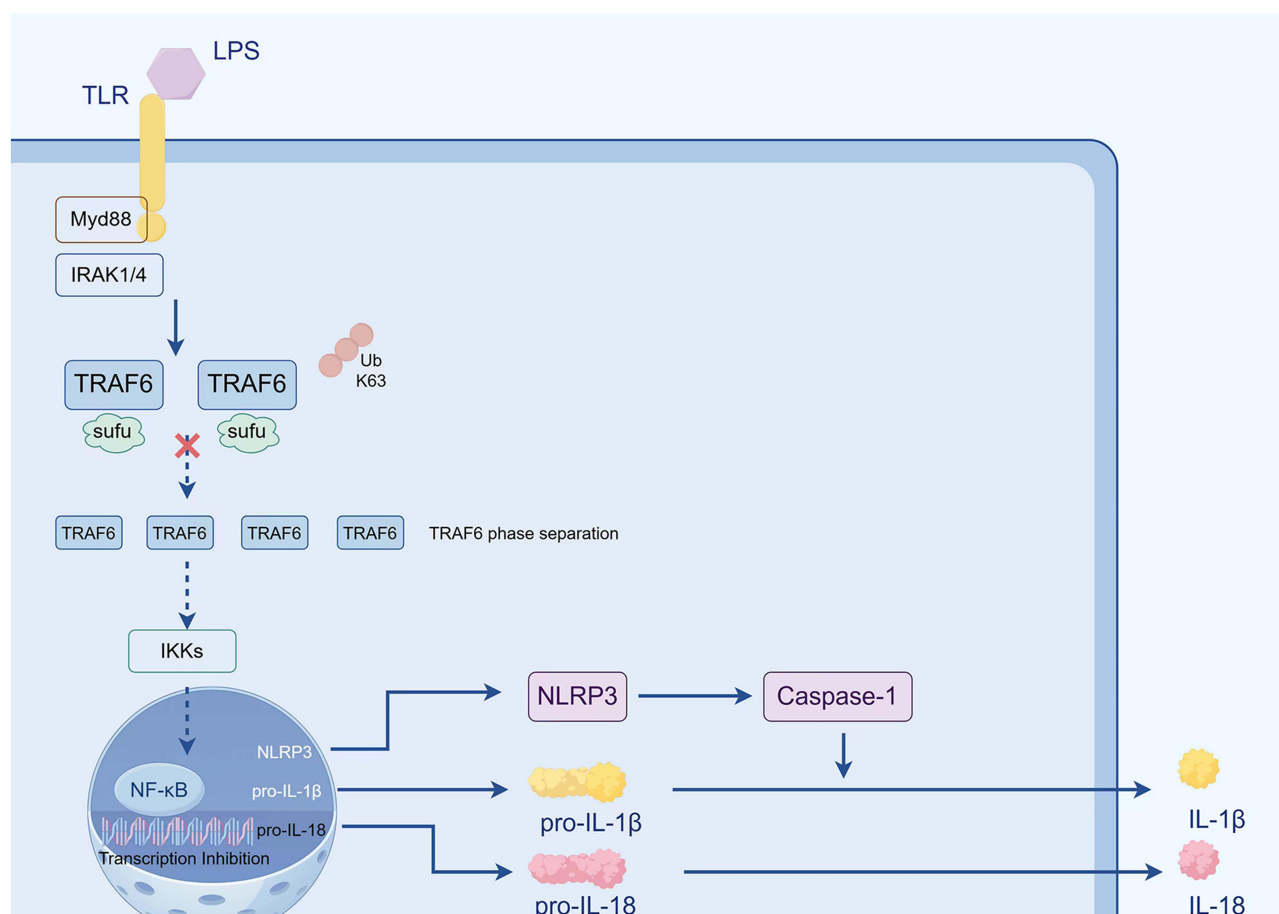 LPS
TLR
Myd88
IRAK1/4
Ub
K63
TRAF6
TRAF6
sufu
sufu
TRAF6
TRAF6
TRAF6
TRAF6
TRAF6 phase separation
IKKs
NLRP3
Caspase-1
NLRP3
NF-κB
pro-IL-1β
pro-IL-1β
IL-1β
pro-IL-18
Transcription Inhibition
pro-IL-18
IL-18